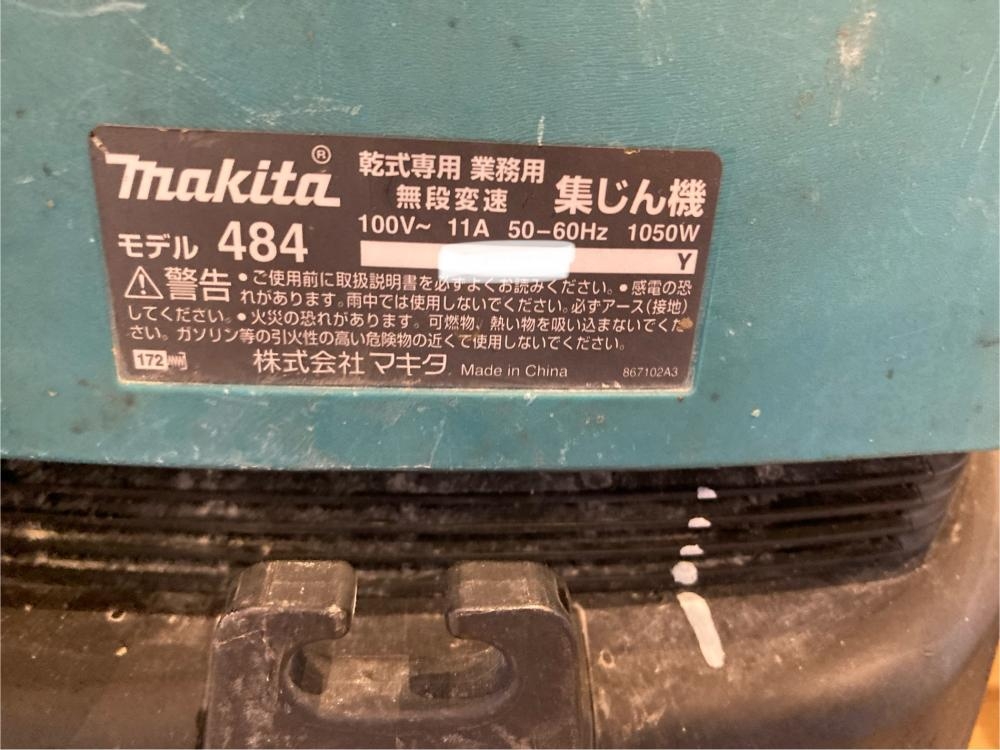 makita®
乾式専用 業務用
無段変速 集じん機
モデル 484
100V~ 11A 50-60Hz 1050W
Y
⚠警告 •ご使用前に取扱説明書を必ずよくお読みください。•感電の恐
れがあります。雨中では使用しないでください。必ずアース(接地)
してください。•火災の恐れがあります。可燃物、熱い物を吸い込まないでくだ
さい。ガソリン等の引火性の高い危険物の近くで使用しないでください。
172 株式会社 マキタ Made in China 867102A3